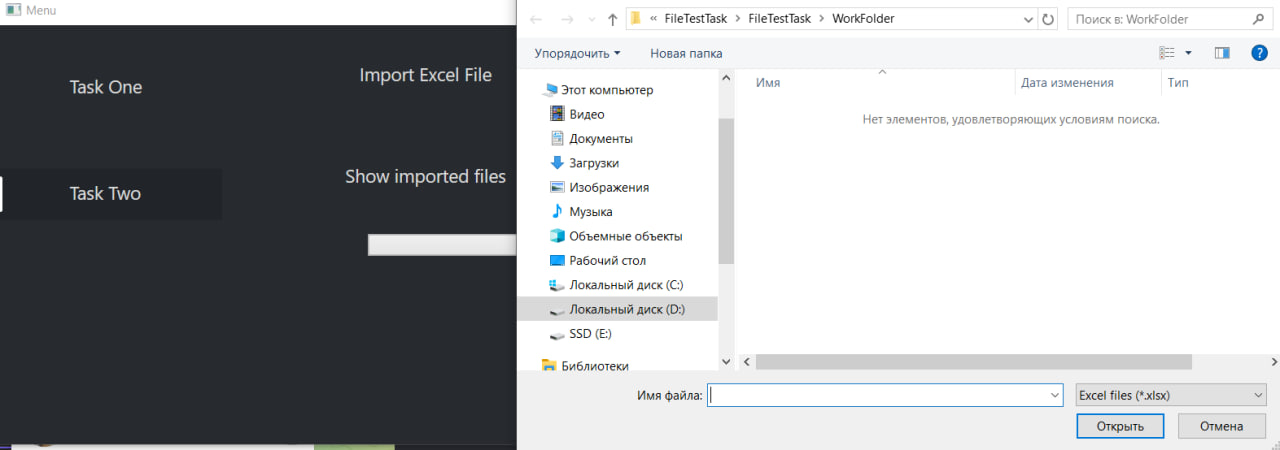 Menu
Task One
Task Two
Import Excel File
Show imported files
« FileTestTask > FileTestTask > WorkFolder
Поиск в: WorkFolder
Упорядочить
Новая папка
?
Этот компьютер
Видео
Документы
Загрузки
Изображения
Музыка
Объемные объекты
Рабочий стол
Локальный диск (C:)
Локальный диск (D:)
SSD (E:)
Библиотеки
Имя
Дата изменения
Тип
Нет элементов, удовлетворяющих условиям поиска.
Имя файла:
Excel files (*.xlsx)
Открыть
Отмена